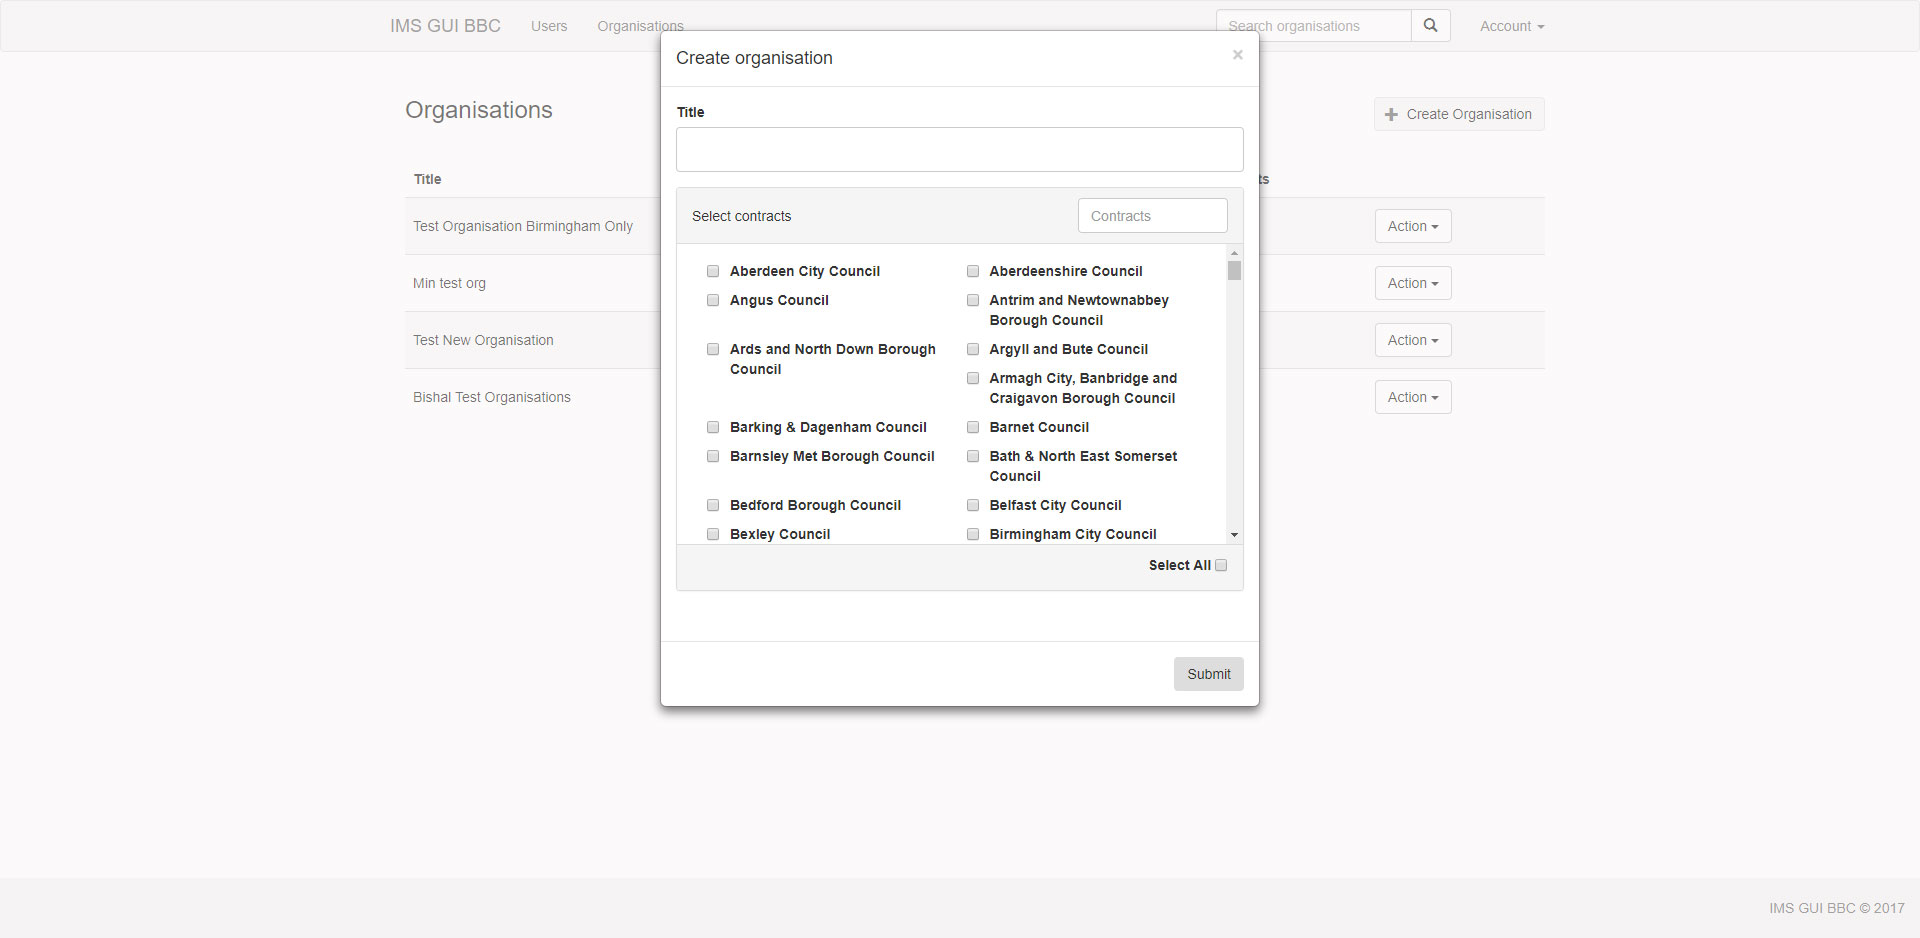 IMS GUI BBC Users Organisations Search organisations Account
Create organisation ×
Organisations
Create Organisation
Title
Title ts
Select contracts Contracts
Test Organisation Birmingham Only Action
Aberdeen City Council Aberdeenshire Council
Min test org Action
Angus Council Antrim and Newtownabbey
Borough Council
Test New Organisation Action
Ards and North Down Borough Argyll and Bute Council
Council
Armagh City, Banbridge and
Craigavon Borough Council
Bishal Test Organisations Action
Barking & Dagenham Council Barnet Council
Barnsley Met Borough Council Bath & North East Somerset
Council
Bedford Borough Council Belfast City Council
Bexley Council Birmingham City Council
Select All
Submit
IMS GUI BBC © 2017